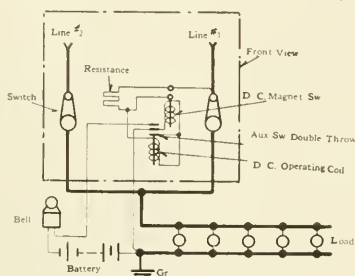 Line #2
Line #1
Front View
Resistance
Switch
D C. Magnet Sw
Aux Sw Double Throw
D C. Operating Coil
Bell
Load
Battery
Gr